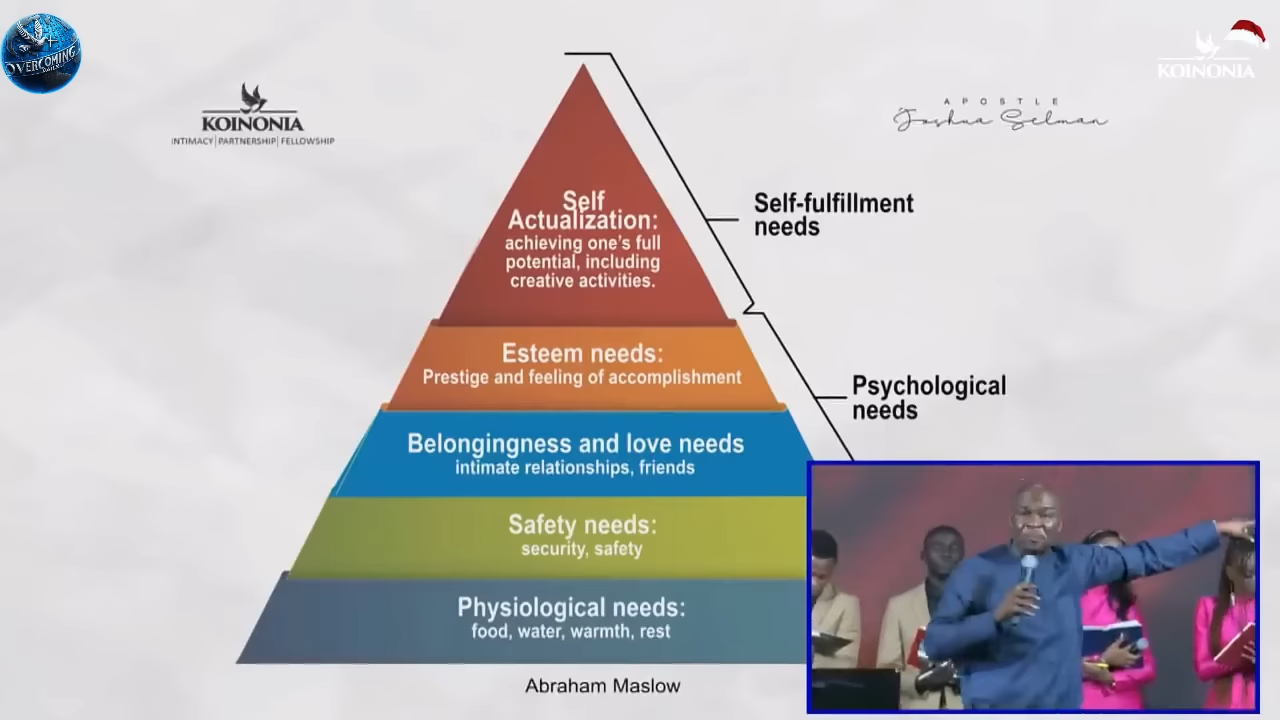 OVERCOMING
KOINONIA
KOINONIA
INTIMACY | PARTNERSHIP | FELLOWSHIP
APOSTLE
Joshua Selman
Self
Actualization:
achieving one's full
potential, including
creative activities.
Self-fulfillment
needs
Esteem needs:
Prestige and feeling of accomplishment
Psychological
needs
Belongingness and love needs
intimate relationships, friends
Safety needs:
security, safety
Physiological needs:
food, water, warmth, rest
Abraham Maslow